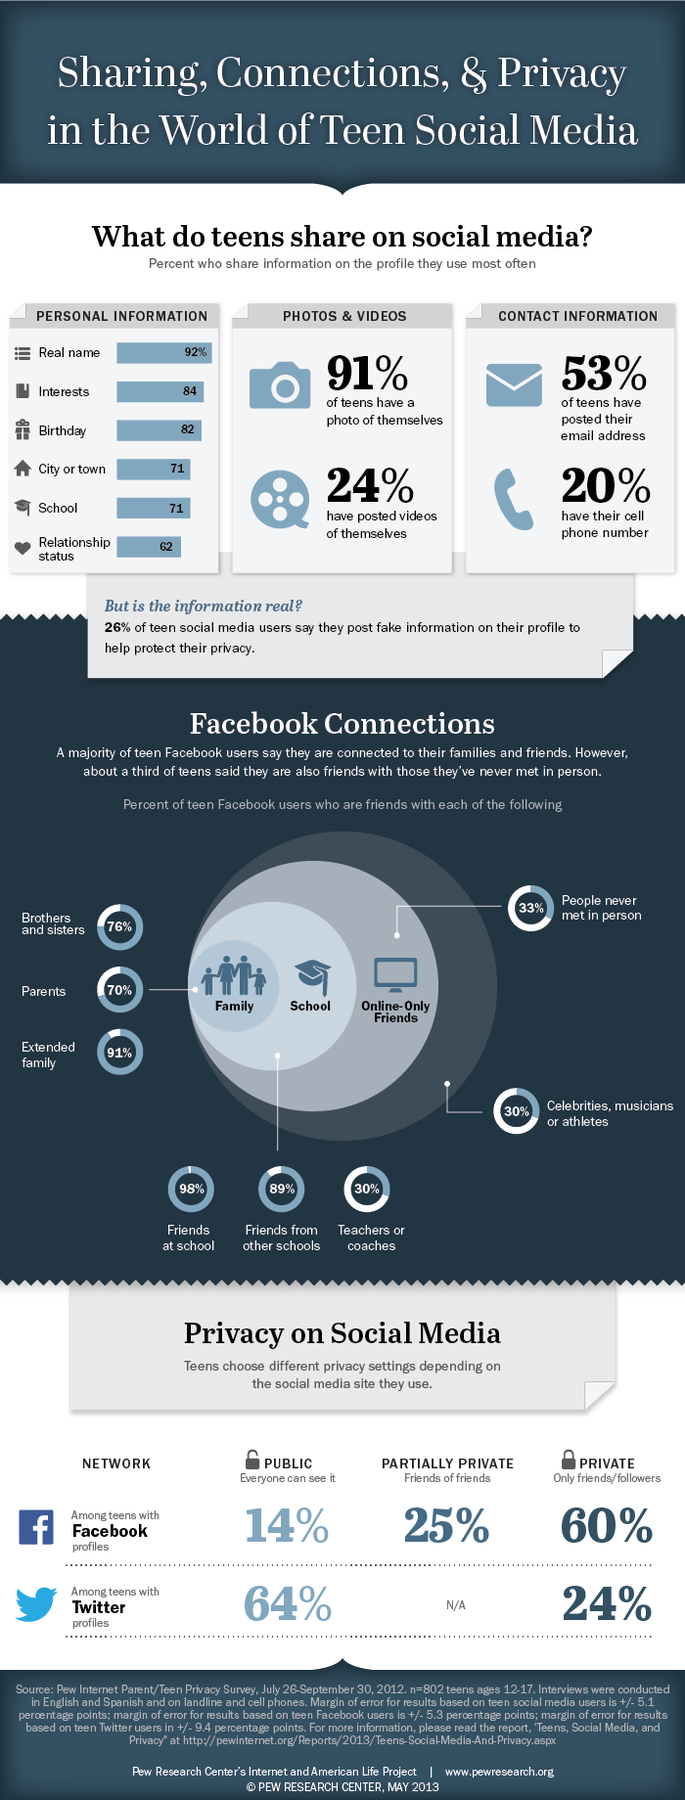 Sharing, Connections, & Privacy
in the World of Teen Social Media
What do teens share on social media?
Percent who share information on the profile they use most often
PERSONAL INFORMATION
Real name 92%
Interests 84
Birthday 82
City or town 71
School 71
Relationship
status 62
PHOTOS & VIDEOS
91%
of teens have a
photo of themselves
24%
have posted videos
of themselves
CONTACT INFORMATION
53%
of teens have
posted their
email address
20%
have their cell
phone number
But is the information real?
26% of teen social media users say they post fake information on their profile to
help protect their privacy.
Facebook Connections
A majority of teen Facebook users say they are connected to their families and friends. However,
about a third of teens said they are also friends with those they've never met in person.
Percent of teen Facebook users who are friends with each of the following
Brothers
and sisters
76%
Parents
70%
Extended
family
91%
Family
School
Online-Only
Friends
33%
People never
met in person
30%
Celebrities, musicians
or athletes
98%
Friends
at school
89%
Friends from
other schools
30%
Teachers or
coaches
Privacy on Social Media
Teens choose different privacy settings depending on
the social media site they use.
NETWORK
PUBLIC
Everyone can see it
PARTIALLY PRIVATE
Friends of friends
PRIVATE
Only friends/followers
Among teens with
Facebook
profiles
14%
25%
60%
Among teens with
Twitter
profiles
64%
N/A
24%
Source: Pew Internet Parent/Teen Privacy Survey, July 26-September 30, 2012. n=802 teens ages 12-17. Interviews were conducted
in English and Spanish and on landline and cell phones. Margin of error for results based on teen social media users is +/- 5.1
percentage points; margin of error for results based on teen Facebook users is +/- 5.3 percentage points; margin of error for results
based on teen Twitter users in +/- 9.4 percentage points. For more information, please read the report, 'Teens, Social Media, and
Privacy" at http://pewinternet.org/Reports/2013/Teens-Social-Media-And-Privacy.aspx
Pew Research Center's Internet and American Life Project | www.pewresearch.org
© PEW RESEARCH CENTER, MAY 2013